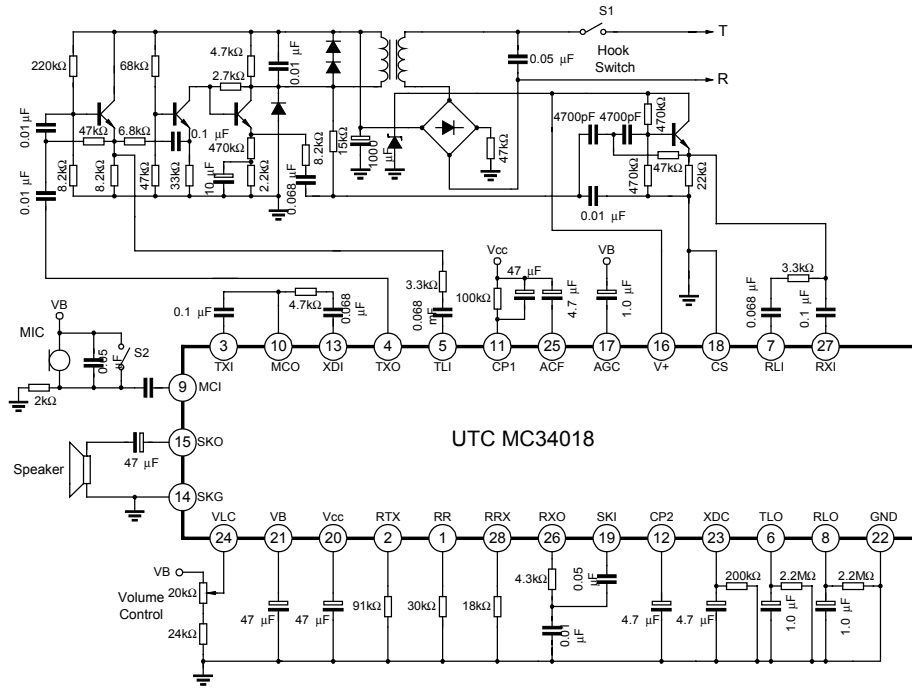 S1
T
Hook
Switch
0.05 µF
R
220kΩ
68kΩ
4.7kΩ
2.7kΩ
0.01 µF
0.01 µF
47kΩ
6.8kΩ
0.1 µF
470kΩ
8.2kΩ
15kΩ
1000 µF
47kΩ
4700pF
4700pF
470kΩ
0.01 µF
8.2kΩ
8.2kΩ
47kΩ
33kΩ
10 µF
2.2kΩ
0.068 µF
470kΩ
47kΩ
22kΩ
0.01 µF
Vcc
47 µF
VB
3.3kΩ
100kΩ
4.7 µF
1.0 µF
3.3kΩ
0.1 µF
4.7kΩ
0.068 µF
0.068 mF
0.068 µF
0.1 µF
VB
MIC
0.05 µF
S2
2kΩ
3
10
13
4
5
11
25
17
16
18
7
27
TXI
MCO
XDI
TXO
TLI
CP1
ACF
AGC
V+
CS
RLI
RXI
9
MCI
15
SKO
UTC MC34018
Speaker
47 µF
14
SKG
VLC
VB
Vcc
RTX
RR
RRX
RXO
SKI
CP2
XDC
TLO
RLO
GND
24
21
20
2
1
28
26
19
12
23
6
8
22
VB
20kΩ
Volume
Control
24kΩ
47 µF
47 µF
91kΩ
30kΩ
18kΩ
4.3kΩ
0.05 µF
0.01 µF
4.7 µF
4.7 µF
200kΩ
2.2MΩ
1.0 µF
2.2MΩ
1.0 µF